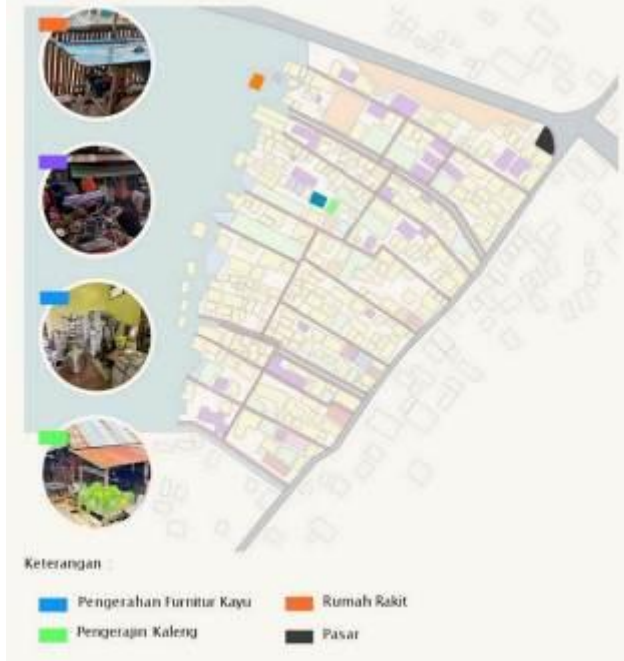 Keterangan :
Pengerahan Furnitur Kayu
Rumah Rakit
Pengerajin Kaleng
Pasar